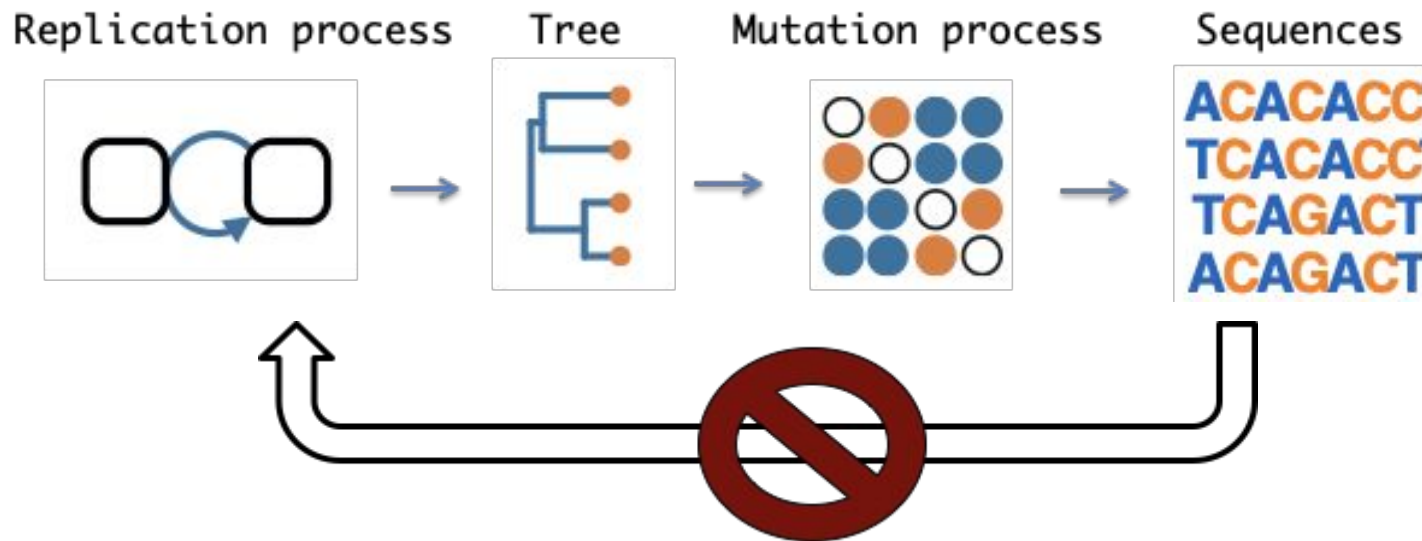 Replication process Tree Mutation process Sequences
ACACACC
TCACACC
TCAGACT
ACAGACT